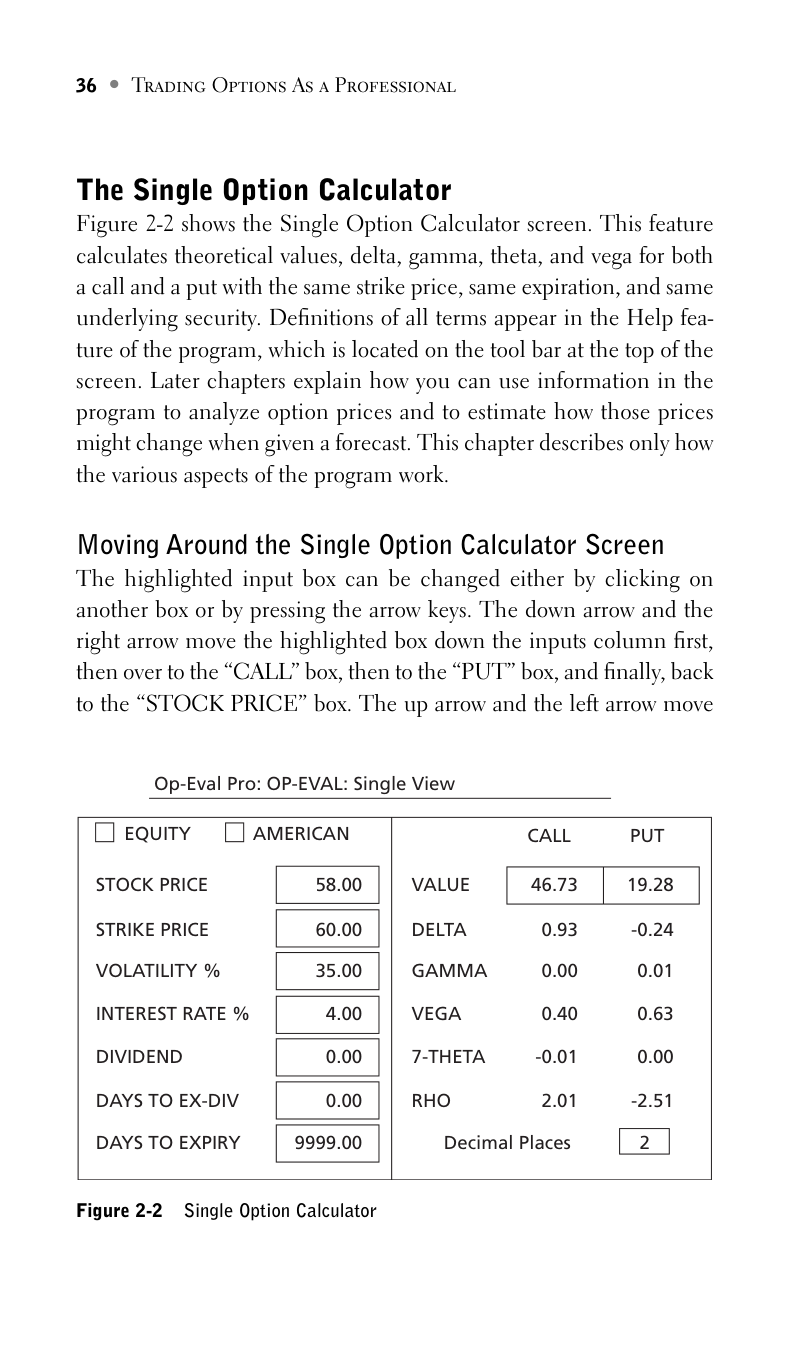 36 • Trading Options As a Professional
The Single Option Calculator
Figure 2-2 shows the Single Option Calculator screen. This feature
calculates theoretical values, delta, gamma, theta, and vega for both
a call and a put with the same strike price, same expiration, and same
underlying security. Definitions of all terms appear in the Help fea-
ture of the program, which is located on the tool bar at the top of the
screen. Later chapters explain how you can use information in the
program to analyze option prices and to estimate how those prices
might change when given a forecast. This chapter describes only how
the various aspects of the program work.
Moving Around the Single Option Calculator Screen
The highlighted input box can be changed either by clicking on
another box or by pressing the arrow keys. The down arrow and the
right arrow move the highlighted box down the inputs column first,
then over to the “CALL” box, then to the “PUT” box, and finally, back
to the “STOCK PRICE” box. The up arrow and the left arrow move
Op-Eval Pro: OP-EVAL: Single View
EQUITY AMERICAN CALL PUT
STOCK PRICE 58.00 VALUE 46.73 19.28
STRIKE PRICE 60.00 DELTA 0.93 -0.24
VOLATILITY % 35.00 GAMMA 0.00 0.01
INTEREST RATE % 4.00 VEGA 0.40 0.63
DIVIDEND 0.00 7-THETA -0.01 0.00
DAYS TO EX-DIV 0.00 RHO 2.01 -2.51
DAYS TO EXPIRY 9999.00 Decimal Places 2
Figure 2-2 Single Option Calculator